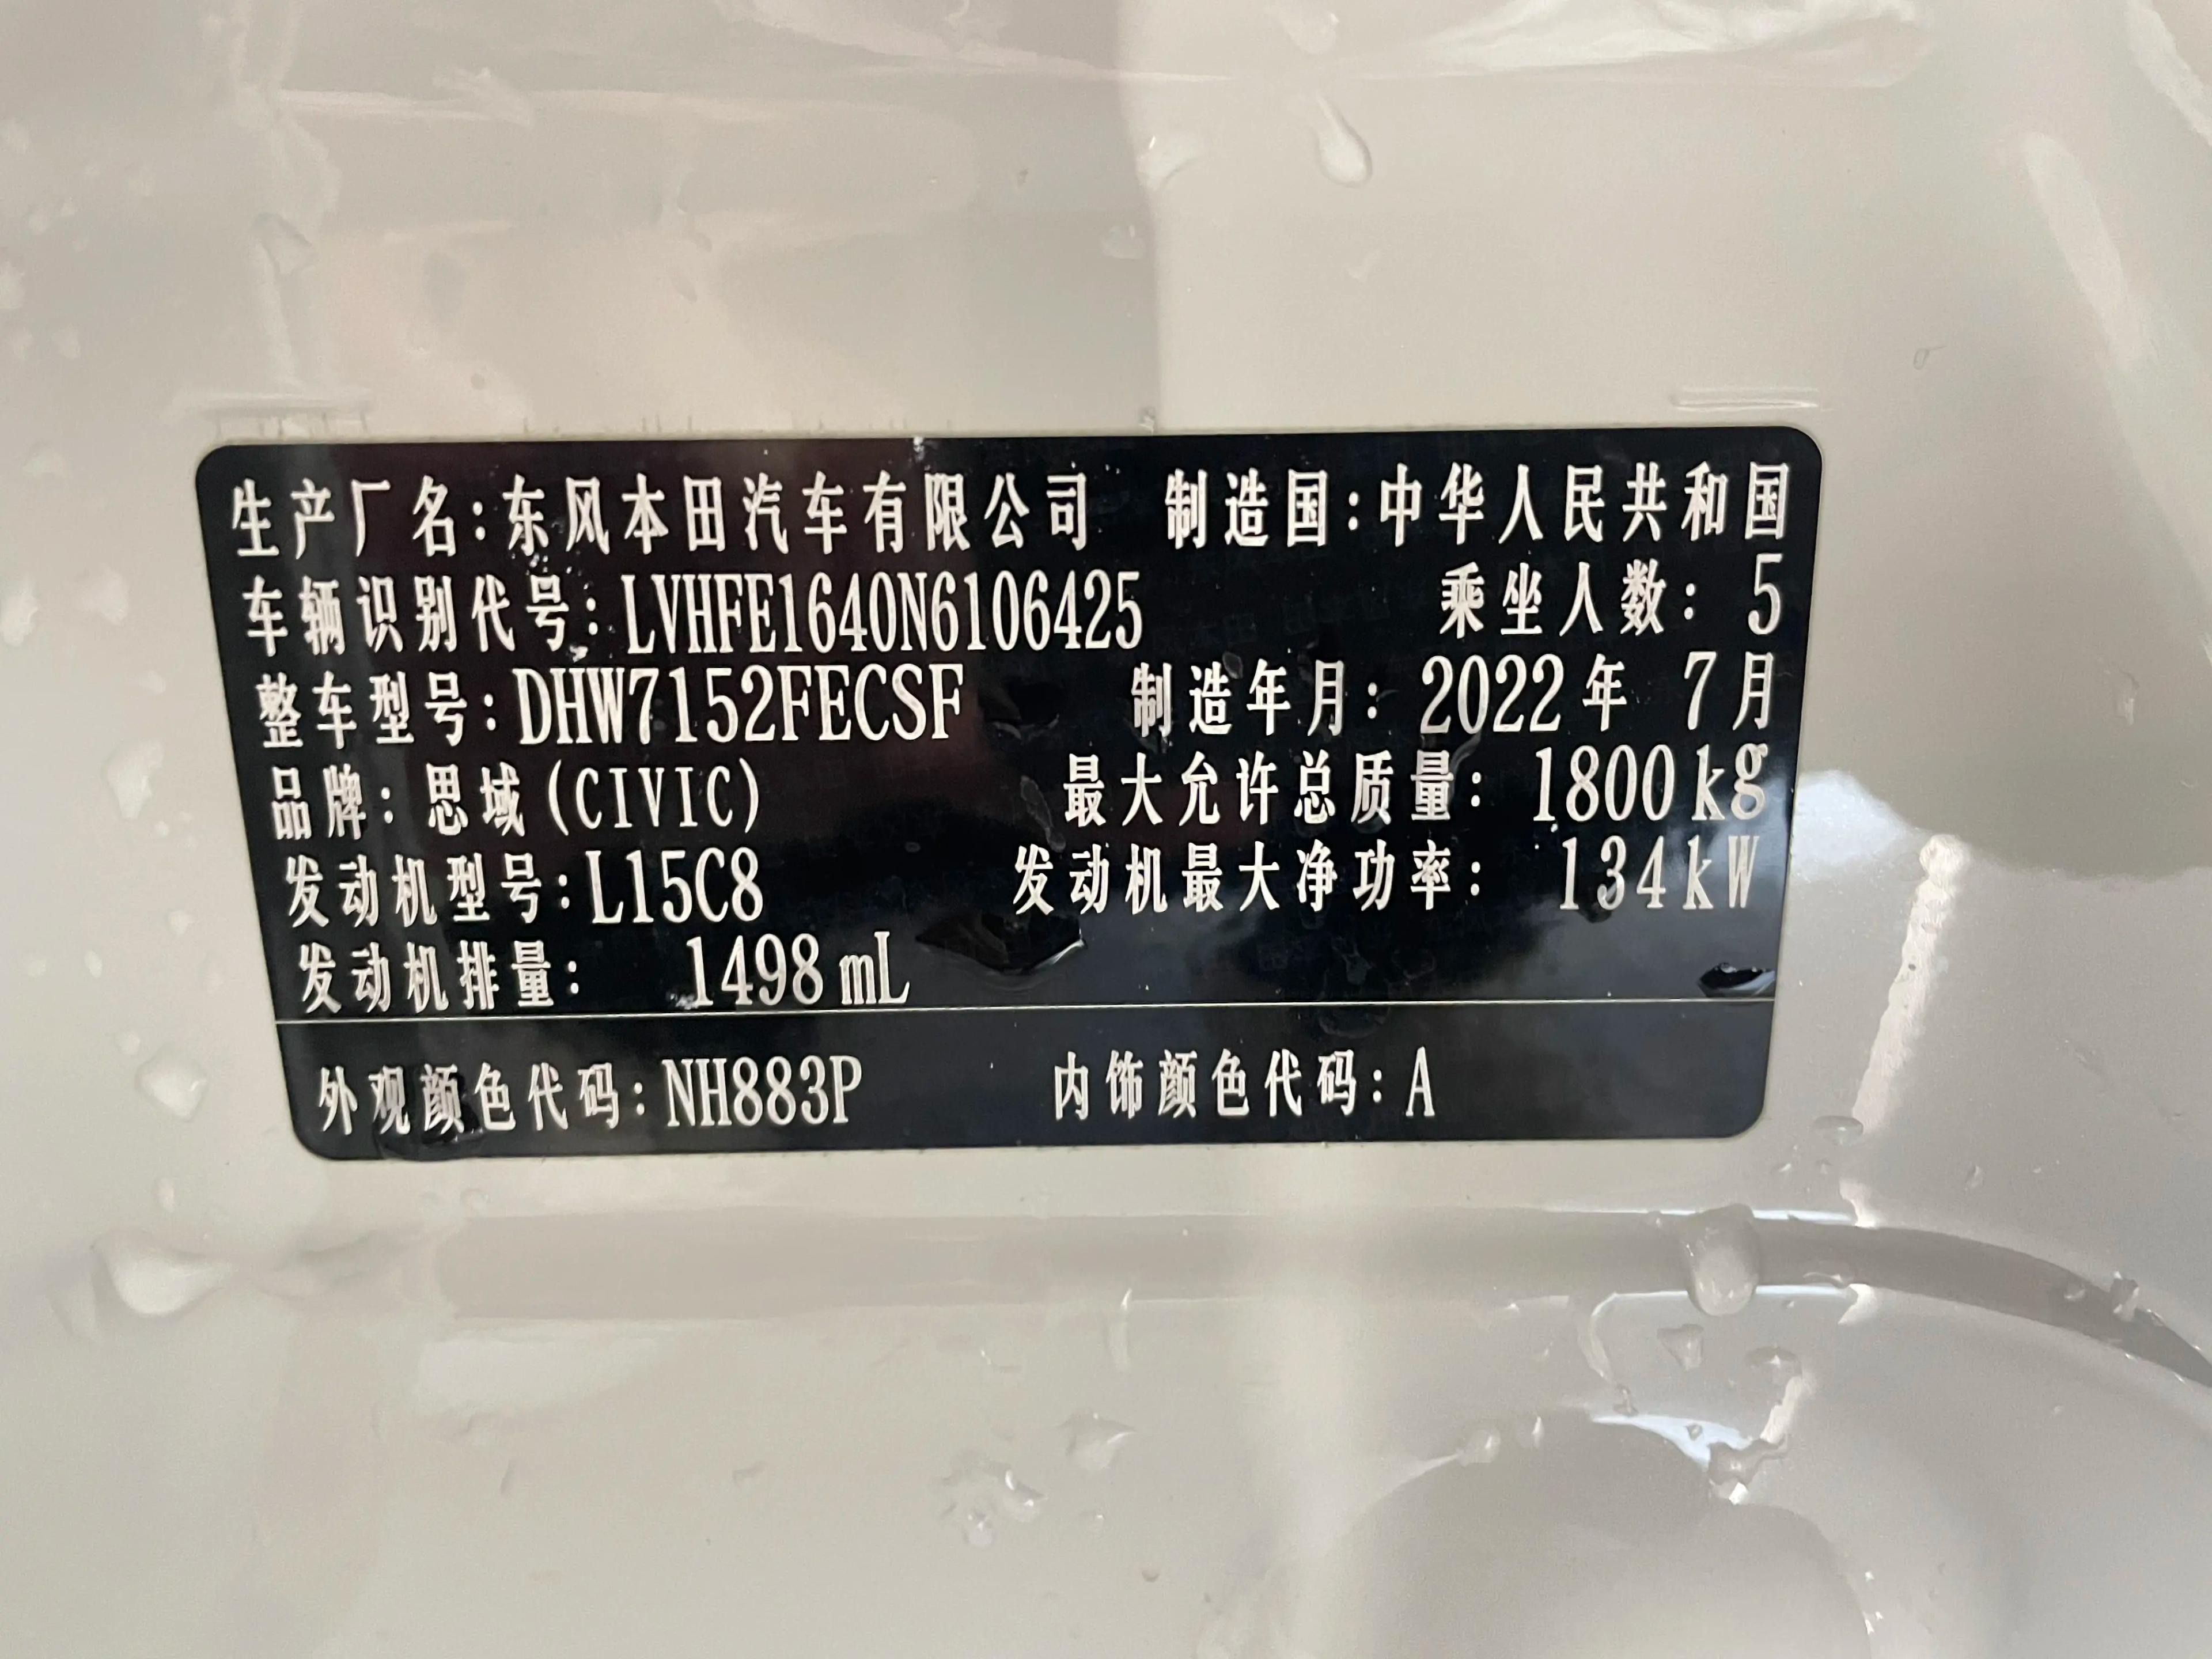 生产厂名:东风本田汽车有限公司 制造国:中华人民共和国
车辆识别代号:LVHFE1640N6106425 乘坐人数: 5
整车型号:DHW7152FECSF 制造年月: 2022年 7月
品牌: 思域(CIVIC) 最大允许总质量: 1800kg
发动机型号:L15C8 发动机最大净功率: 134kW
发动机排量: 1498mL
外观颜色代码:NH883P 内饰颜色代码:A